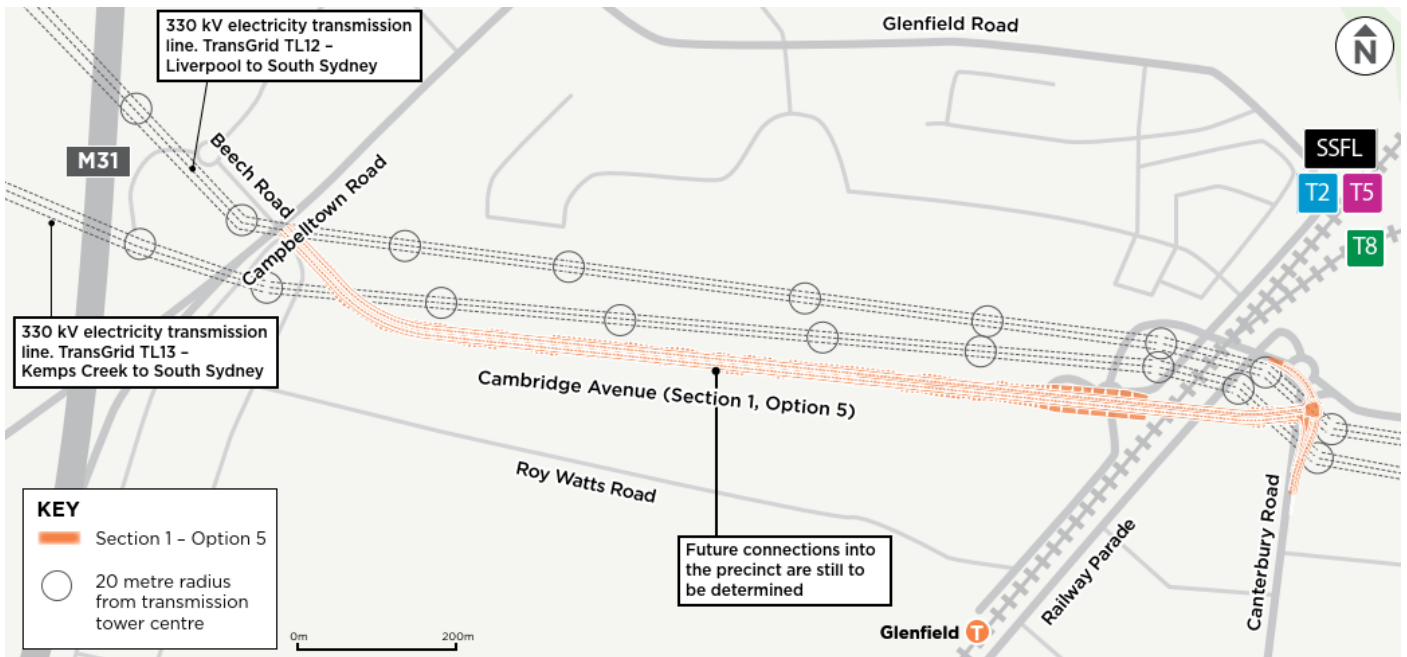 330 kV electricity transmission
line. TransGrid TL12 –
Liverpool to South Sydney
Glenfield Road
N
M31
Beech Road
Campbelltown Road
SSFL
T2
T5
T8
330 kV electricity transmission
line. TransGrid TL13 –
Kemps Creek to South Sydney
Cambridge Avenue (Section 1, Option 5)
Roy Watts Road
Future connections into
the precinct are still to
be determined
Railway Parade
Canterbury Road
Glenfield
T
KEY
Section 1 – Option 5
20 metre radius
from transmission
tower centre
0m
200m